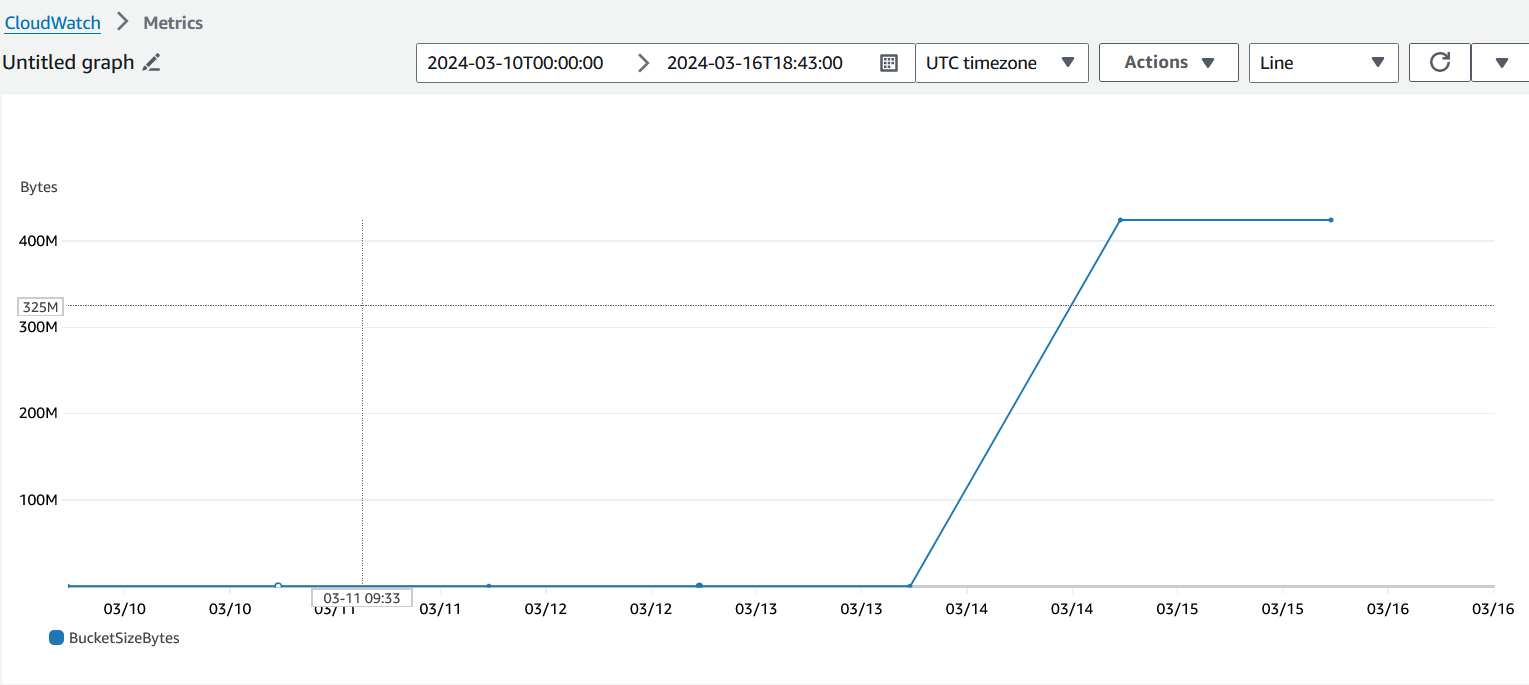 CloudWatch > Metrics
Untitled graph 2024-03-10T00:00:00 > 2024-03-16T18:43:00 UTC timezone Actions Line
Bytes
400M
325M
300M
200M
100M
03-11 09:33
03/10 03/10 03/11 03/11 03/12 03/12 03/13 03/13 03/14 03/14 03/15 03/15 03/16 03/16
BucketSizeBytes